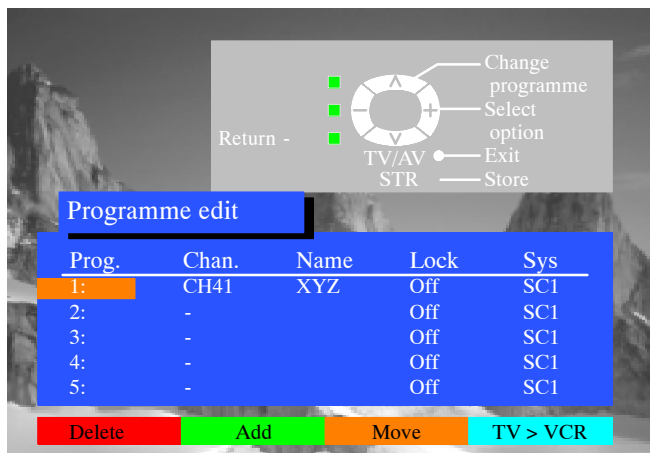 Change
programme
Select
Return -
option
TV/AV
Exit
STR
Store
Programme edit
Prog. Chan. Name Lock Sys
1: CH41 XYZ Off SC1
2: - Off SC1
3: - Off SC1
4: - Off SC1
5: - Off SC1
Delete Add Move TV > VCR